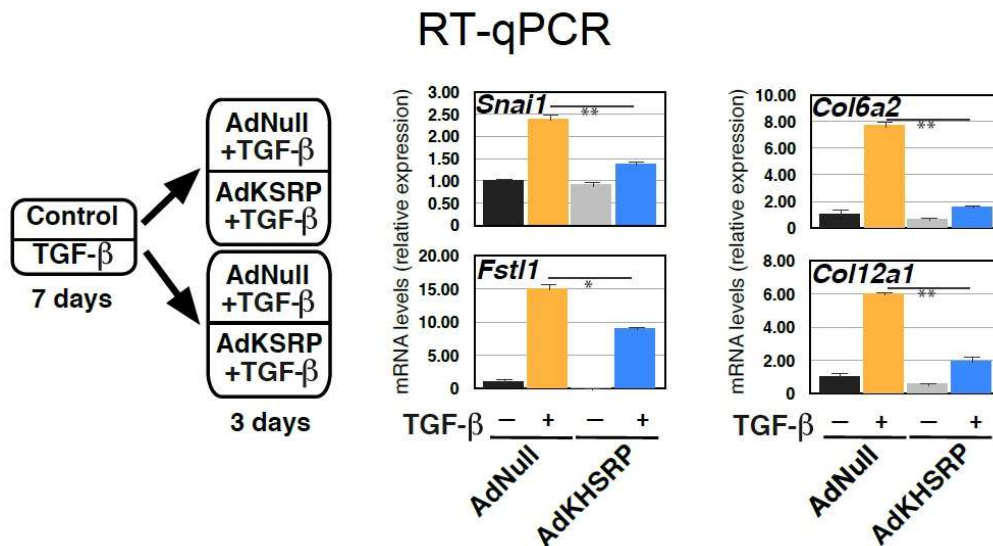 RT-qPCR
Control
TGF-β
7 days
AdNull
+TGF-β
AdKSRP
+TGF-β
AdNull
+TGF-β
AdKSRP
+TGF-β
3 days
mRNA levels (relative expression)
Snai1
**
3.00
2.50
2.00
1.50
1.00
0.50
0
Fstl1
*
20.00
15.00
10.00
5.00
0
TGF-β – + – +
AdNull
AdKHSRP
mRNA levels (relative expression)
Col6a2
**
10.00
8.00
6.00
4.00
2.00
0
Col12a1
**
8.00
6.00
4.00
2.00
0
TGF-β – + – +
AdNull
AdKHSRP